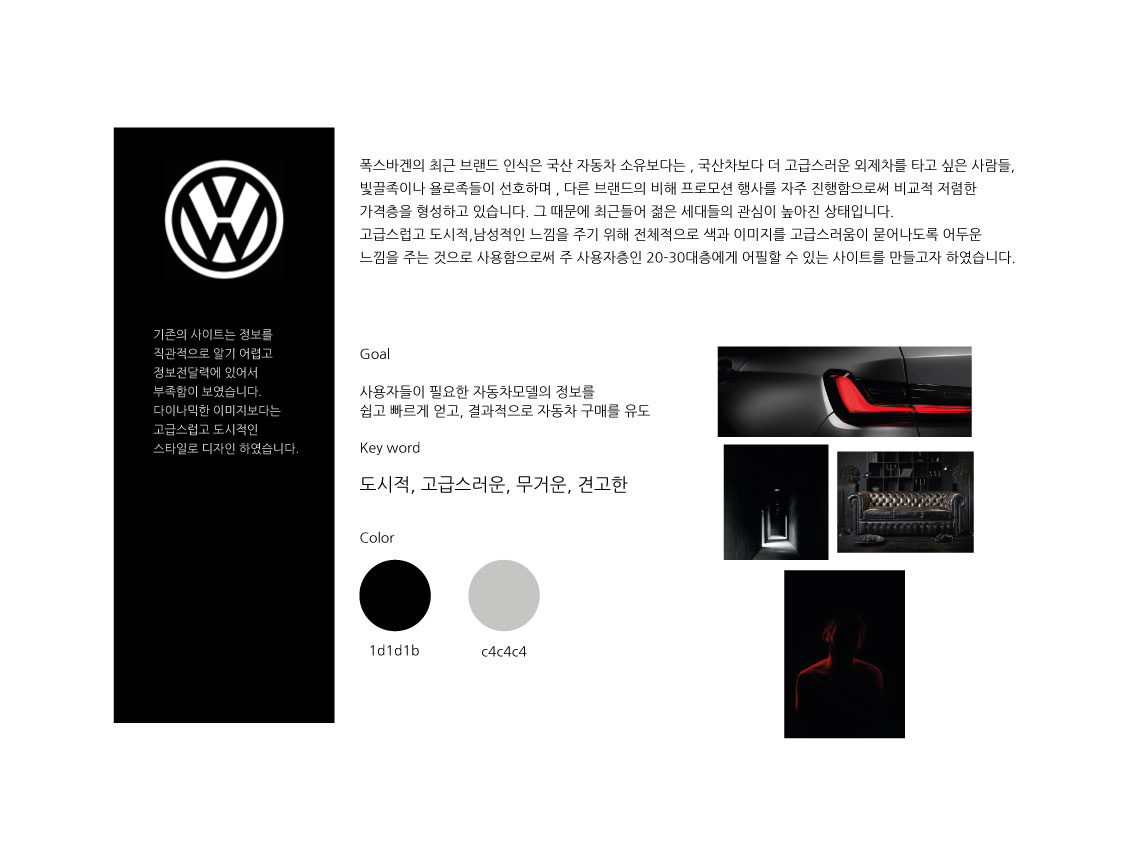 폭스바겐의 최근 브랜드 인식은 국산 자동차 소유보다는 , 국산차보다 더 고급스러운 외제차를 타고 싶은 사람들,
빛끌족이나 욜로족들이 선호하며 , 다른 브랜드의 비해 프로모션 행사를 자주 진행함으로써 비교적 저렴한
가격층을 형성하고 있습니다. 그 때문에 최근들어 젊은 세대들의 관심이 높아진 상태입니다.
고급스럽고 도시적,남성적인 느낌을 주기 위해 전체적으로 색과 이미지를 고급스러움이 묻어나도록 어두운
느낌을 주는 것으로 사용함으로써 주 사용자층인 20-30대층에게 어필할 수 있는 사이트를 만들고자 하였습니다.
기존의 사이트는 정보를
직관적으로 알기 어렵고
정보전달력에 있어서
부족함이 보였습니다.
다이나믹한 이미지보다는
고급스럽고 도시적인
스타일로 디자인 하였습니다.
Goal
사용자들이 필요한 자동차모델의 정보를
쉽고 빠르게 얻고, 결과적으로 자동차 구매를 유도
Key word
도시적, 고급스러운, 무거운, 견고한
Color
1d1d1b
c4c4c4